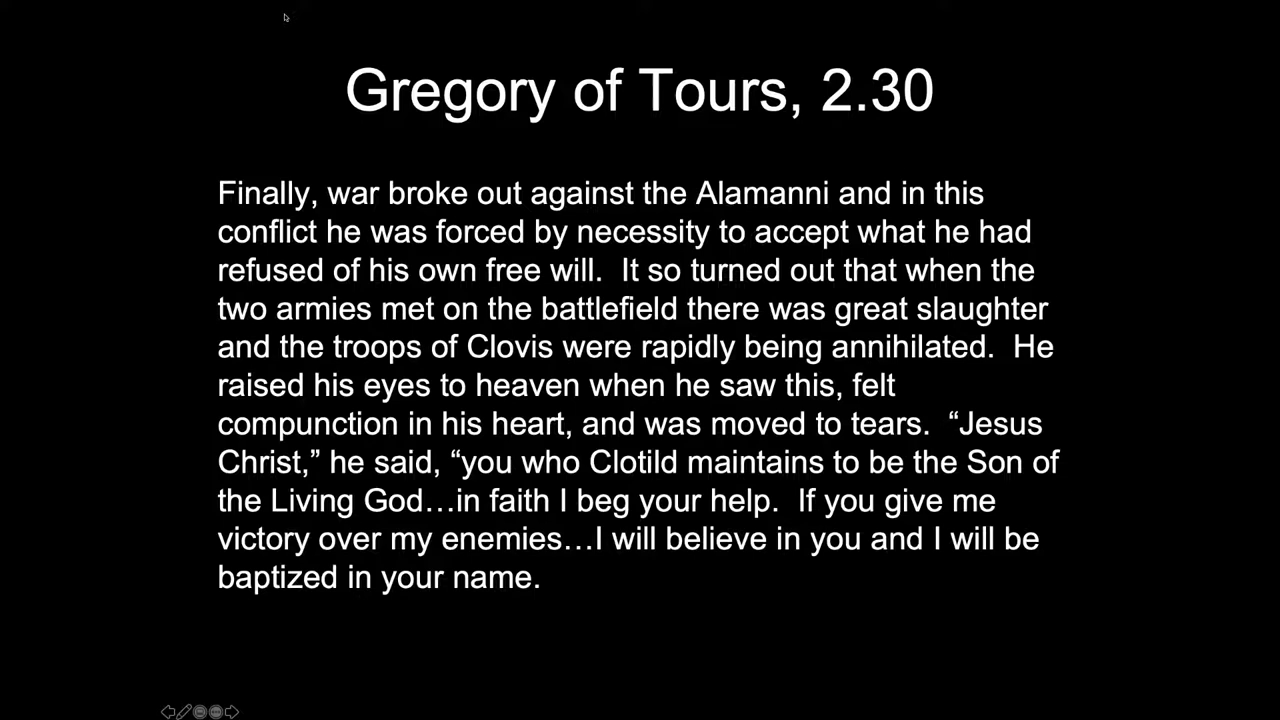 Gregory of Tours, 2.30
Finally, war broke out against the Alamanni and in this
conflict he was forced by necessity to accept what he had
refused of his own free will.  It so turned out that when the
two armies met on the battlefield there was great slaughter
and the troops of Clovis were rapidly being annihilated.  He
raised his eyes to heaven when he saw this, felt
compunction in his heart, and was moved to tears.  “Jesus
Christ,” he said, “you who Clotild maintains to be the Son of
the Living God…in faith I beg your help.  If you give me
victory over my enemies…I will believe in you and I will be
baptized in your name.